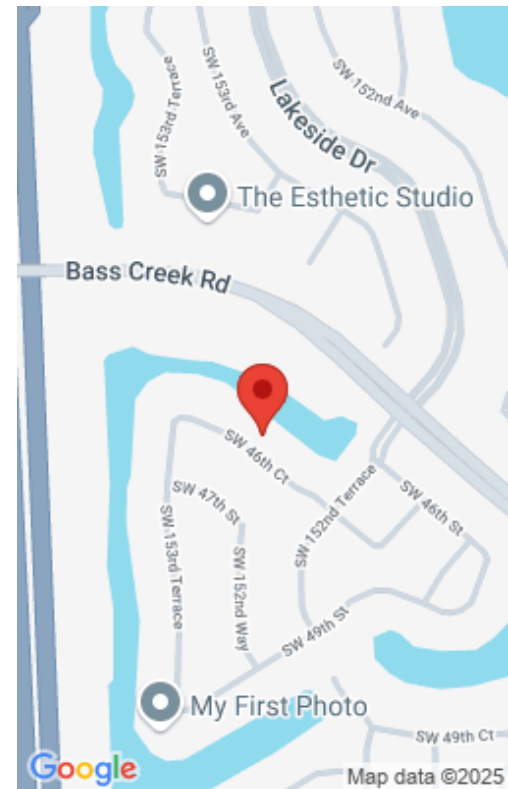 SW 153rd Terrace
SW 153rd Ave
SW 152nd Ave
Lakeside Dr
The Esthetic Studio
Bass Creek Rd
SW 46th Ct
SW 47th St
SW 152nd Terrace
SW 46th St
SW 153rd Terrace
SW 152nd Way
SW 49th St
My First Photo
SW 49th Ct
Google
Map data ©2025